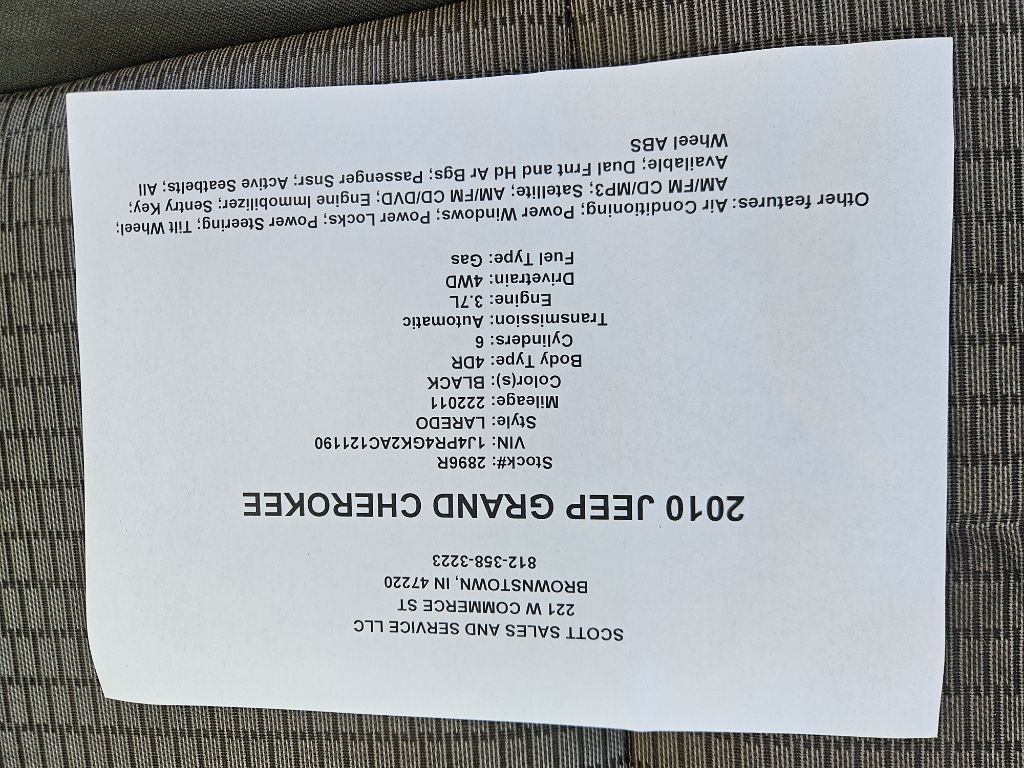 SCOTT SALES AND SERVICE LLC
221 W COMMERCE ST
BROWNSTOWN, IN 47220
812-358-3223
2010 JEEP GRAND CHEROKEE
Stock#: 2896R
VIN: 1J4PR4GK2AC121190
Style: LAREDO
Mileage: 222011
Color(s): BLACK
Body Type: 4DR
Cylinders: 6
Transmission: Automatic
Engine: 3.7L
Drivetrain: 4WD
Fuel Type: Gas
Other features: Air Conditioning; Power Windows; Power Locks; Power Steering; Tilt Wheel;
AM/FM CD/MP3; Satellite; AM/FM CD/DVD; Engine Immobilizer; Sentry Key;
Available; Dual Frnt and Hd Ar Bgs; Passenger Snsr; Active Seatbelts; All
Wheel ABS